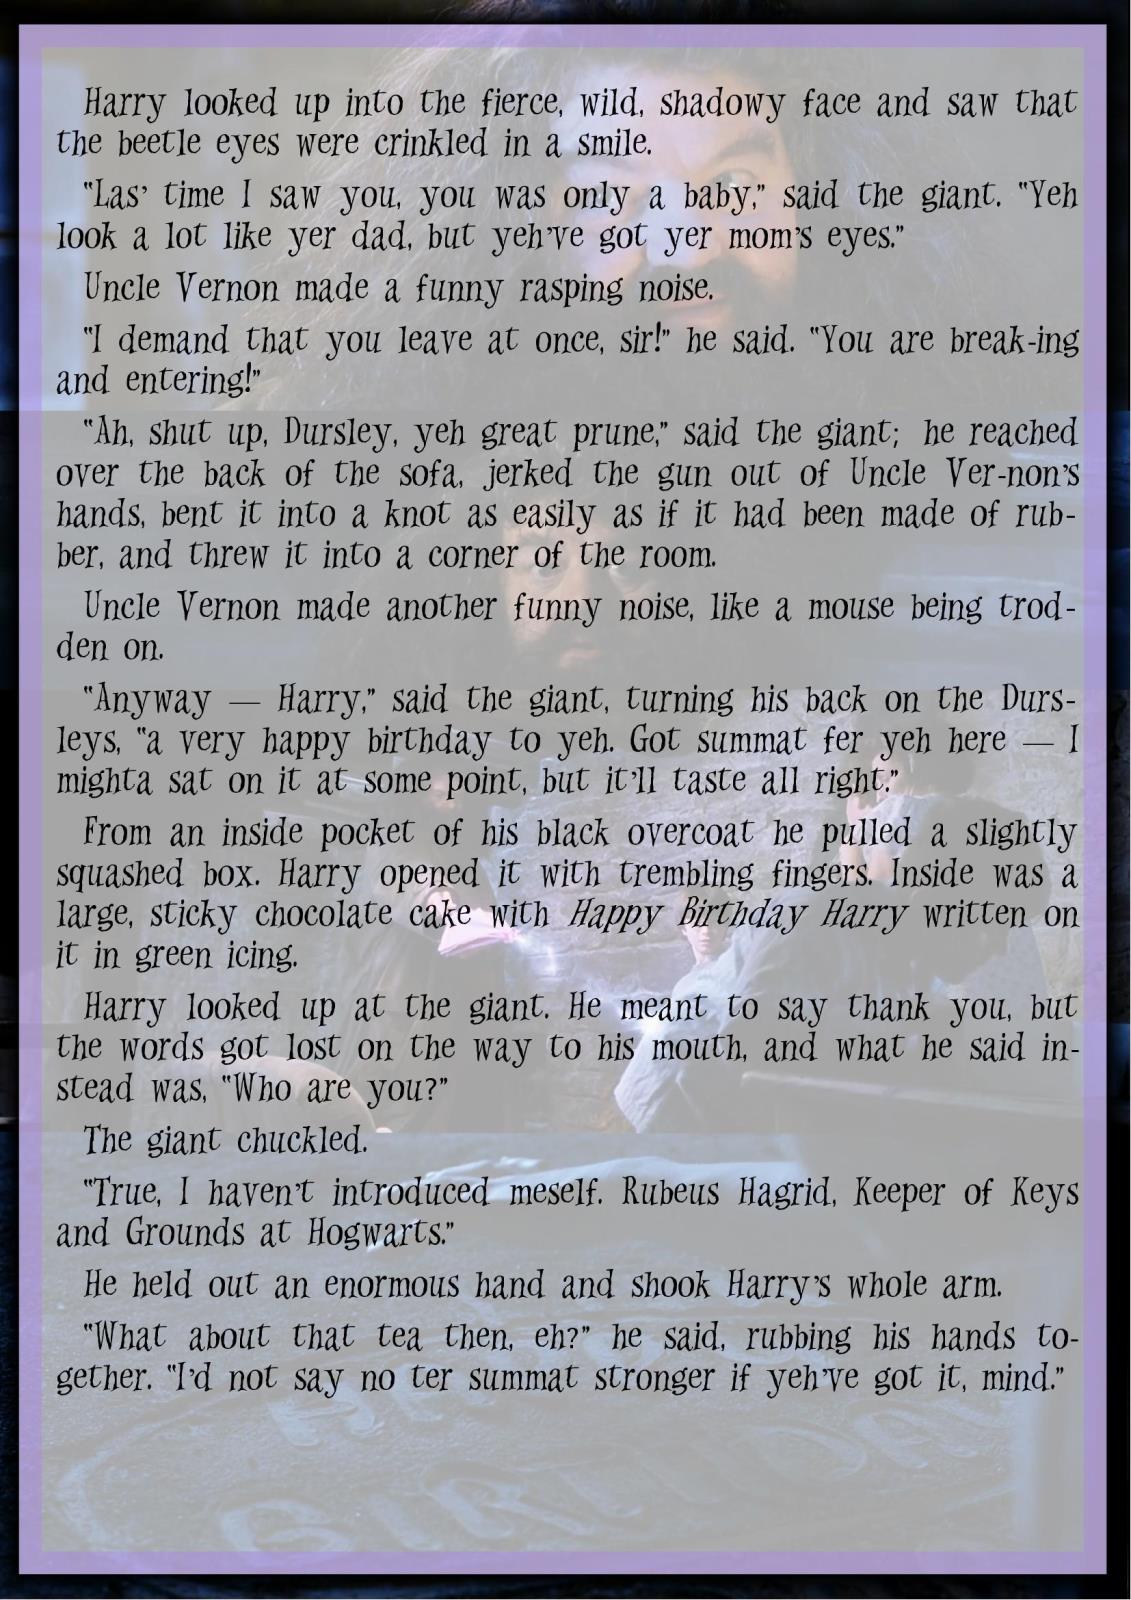 Harry looked up into the fierce, wild, shadowy face and saw that
the beetle eyes were crinkled in a smile.
"Las' time I saw you, you was only a baby," said the giant. "Yeh
look a lot like yer dad, but yeh've got yer mom's eyes."
Uncle Vernon made a funny rasping noise.
"I demand that you leave at once, sir!" he said. "You are break-ing
and entering!"
"Ah, shut up, Dursley, yeh great prune," said the giant; he reached
over the back of the sofa, jerked the gun out of Uncle Ver-non's
hands, bent it into a knot as easily as if it had been made of rub-
ber, and threw it into a corner of the room.
Uncle Vernon made another funny noise, like a mouse being trod-
den on.
"Anyway — Harry," said the giant, turning his back on the Durs-
leys, "a very happy birthday to yeh. Got summat fer yeh here — I
mighta sat on it at some point, but it'll taste all right."
From an inside pocket of his black overcoat he pulled a slightly
squashed box. Harry opened it with trembling fingers. Inside was a
large, sticky chocolate cake with Happy Birthday Harry written on
it in green icing.
Harry looked up at the giant. He meant to say thank you, but
the words got lost on the way to his mouth, and what he said in-
stead was, "Who are you?"
The giant chuckled.
"True, I haven't introduced meself. Rubeus Hagrid, Keeper of Keys
and Grounds at Hogwarts."
He held out an enormous hand and shook Harry's whole arm.
"What about that tea then, eh?" he said, rubbing his hands to-
gether. "I'd not say no ter summat stronger if yeh've got it, mind."